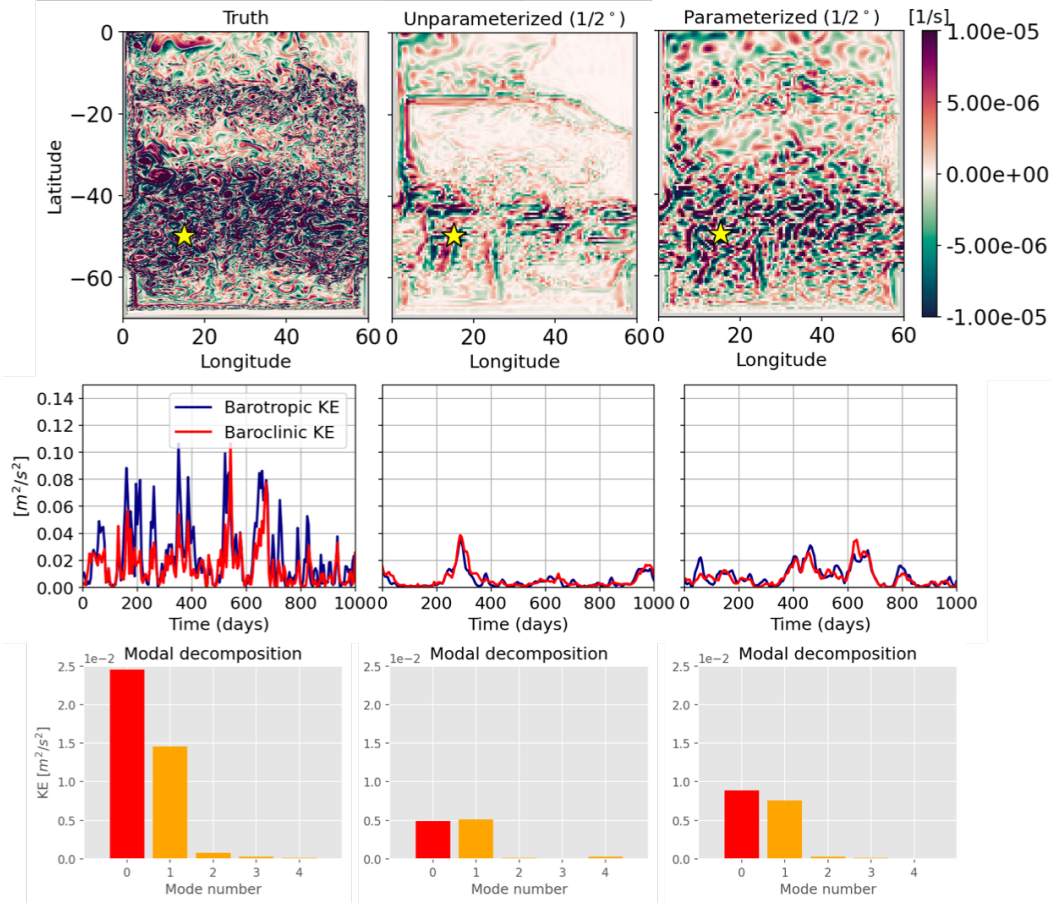 Truth
Unparameterized (1/2°)
Parameterized (1/2°)
[1/s]
0
−20
−40
−60
Latitude
0 20 40 60
Longitude
0 20 40 60
Longitude
0 20 40 60
Longitude
1.00e-05
5.00e-06
0.00e+00
-5.00e-06
-1.00e-05
0.14
0.12
0.10
0.08
0.06
0.04
0.02
0.00
[m²/s²]
Barotropic KE
Baroclinic KE
0 200 400 600 800 1000
Time (days)
0 200 400 600 800 1000
Time (days)
0 200 400 600 800 1000
Time (days)
Modal decomposition
1e−2
2.5
2.0
1.5
1.0
0.5
0.0
KE [m²/s²]
0 1 2 3 4
Mode number
Modal decomposition
1e−2
2.5
2.0
1.5
1.0
0.5
0.0
0 1 2 3 4
Mode number
Modal decomposition
1e−2
2.5
2.0
1.5
1.0
0.5
0.0
0 1 2 3 4
Mode number